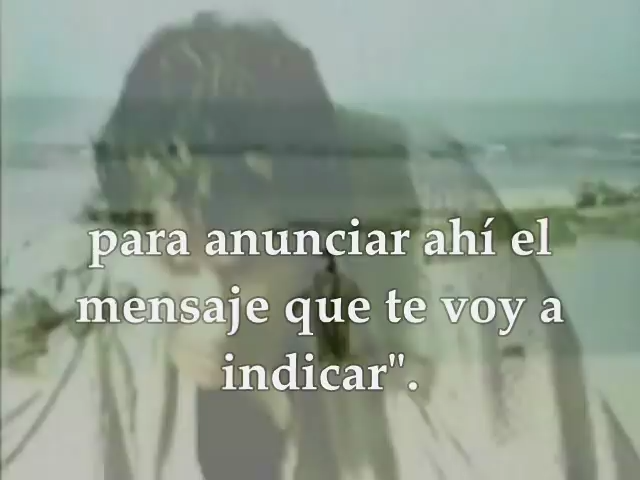 para anunciar ahí el
mensaje que te voy a
indicar".